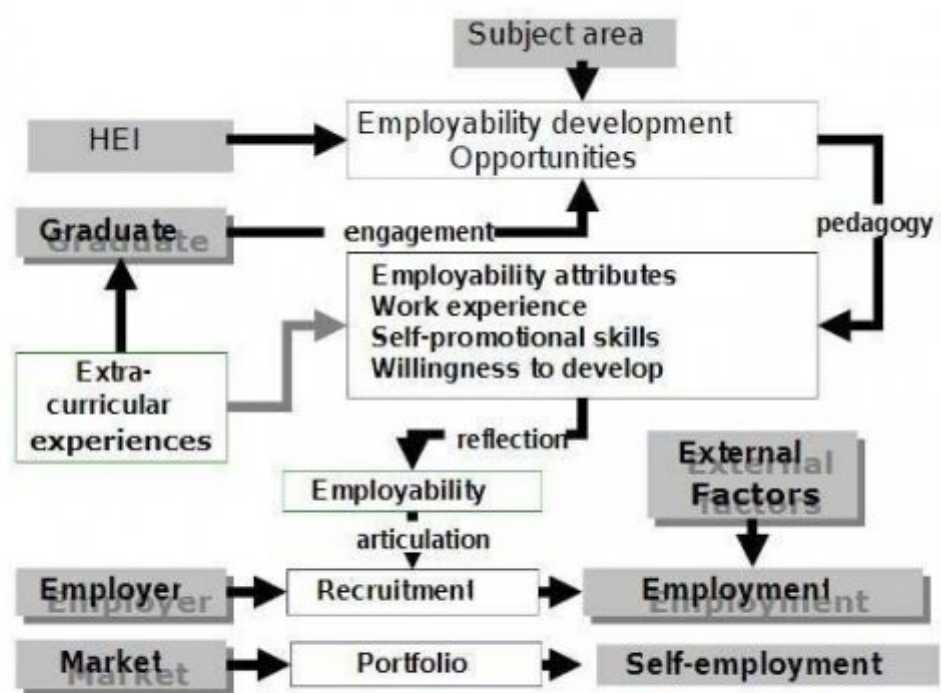 Subject area
HEI
Employability development
Opportunities
Graduate
engagement
pedagogy
Employability attributes
Work experience
Self-promotional skills
Willingness to develop
Extra-
curricular
experiences
reflection
External
Factors
Employability
articulation
Employer
Recruitment
Employment
Market
Portfolio
Self-employment